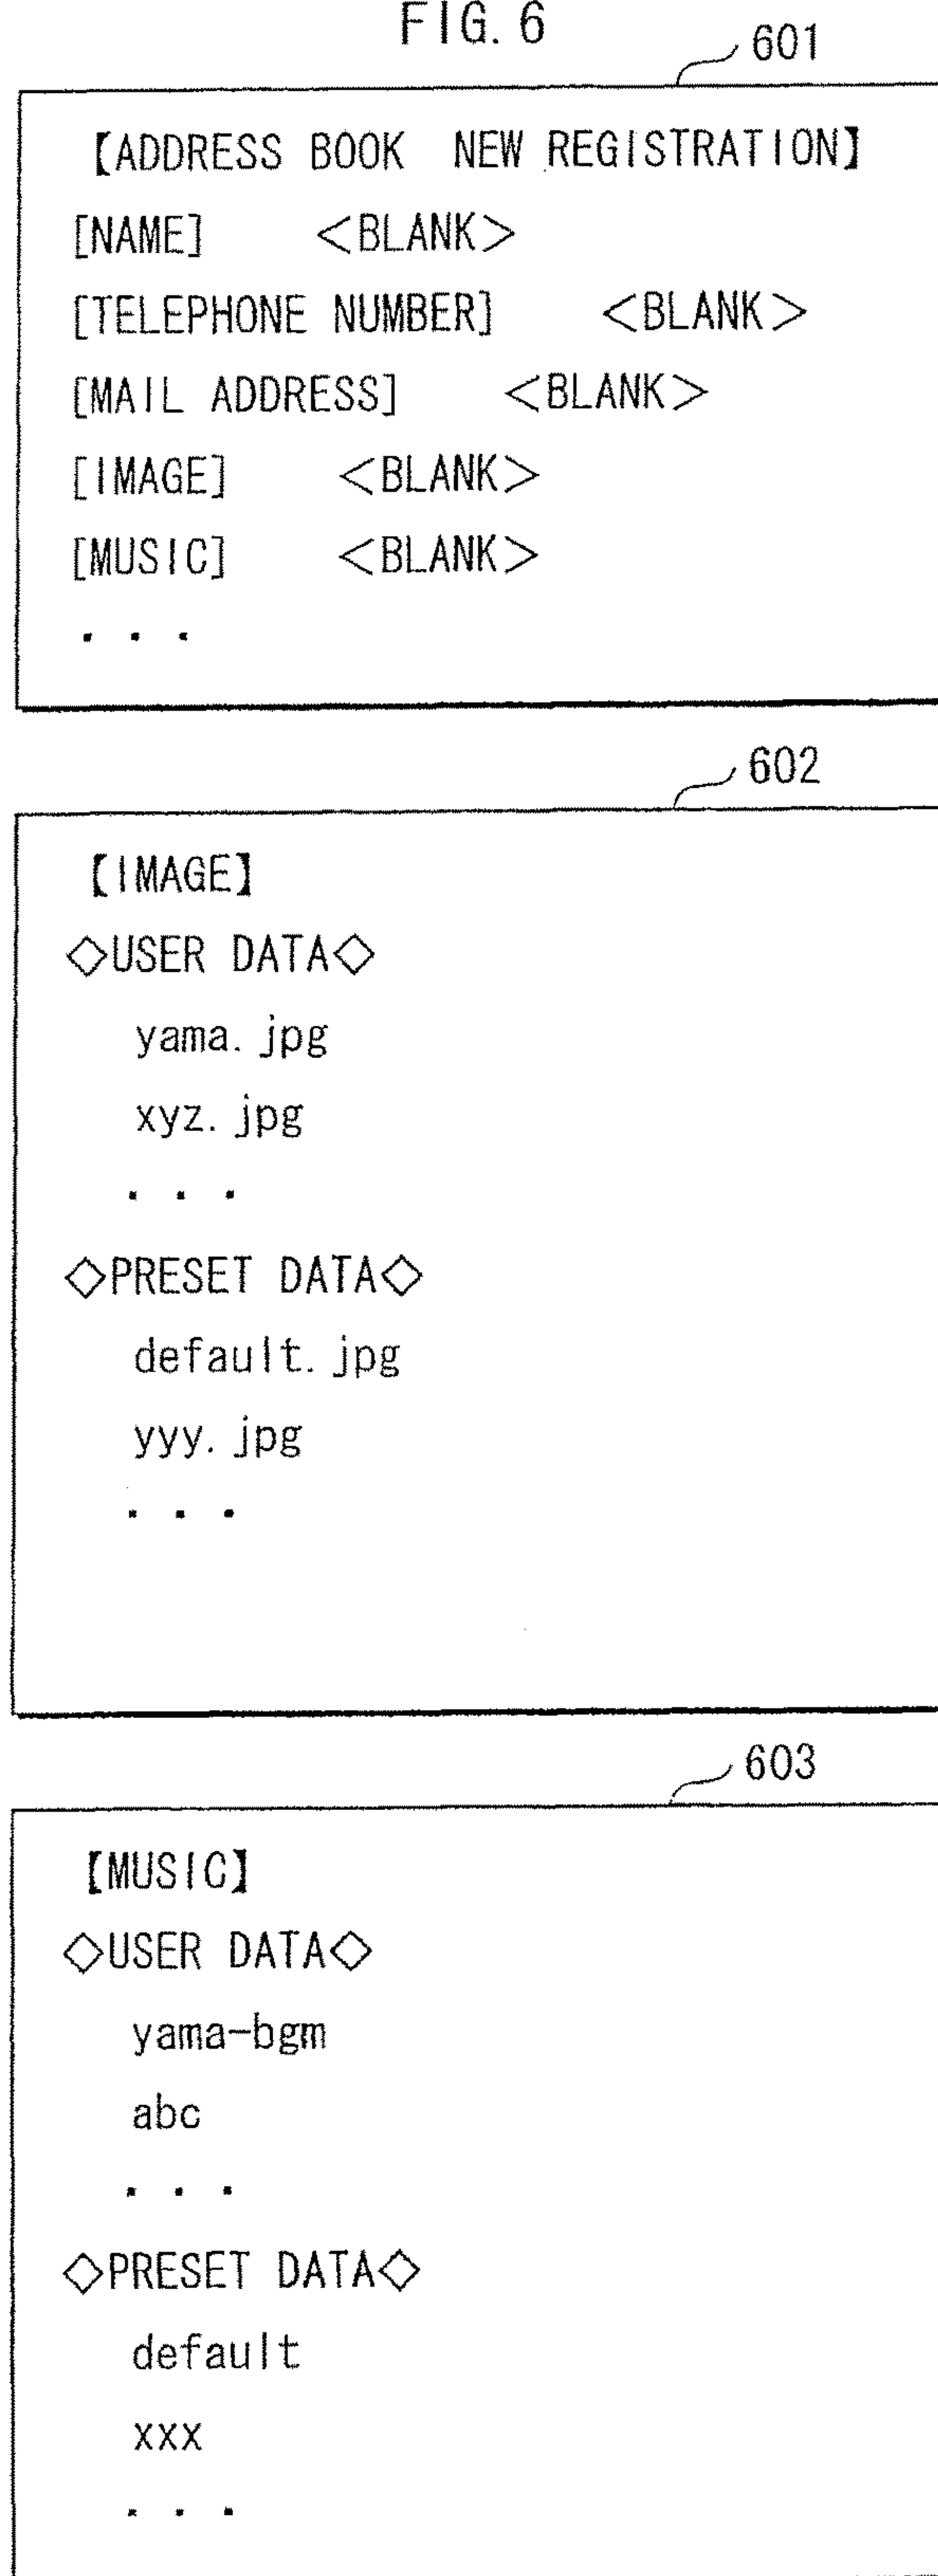 FIG. 6
601
【ADDRESS BOOK NEW REGISTRATION】
[NAME] <BLANK>
[TELEPHONE NUMBER] <BLANK>
[MAIL ADDRESS] <BLANK>
[IMAGE] <BLANK>
[MUSIC] <BLANK>
...
602
【IMAGE】
◇USER DATA◇
yama.jpg
xyz.jpg
...
◇PRESET DATA◇
default.jpg
yyy.jpg
...
603
【MUSIC】
◇USER DATA◇
yama-bgm
abc
...
◇PRESET DATA◇
default
xxx
...